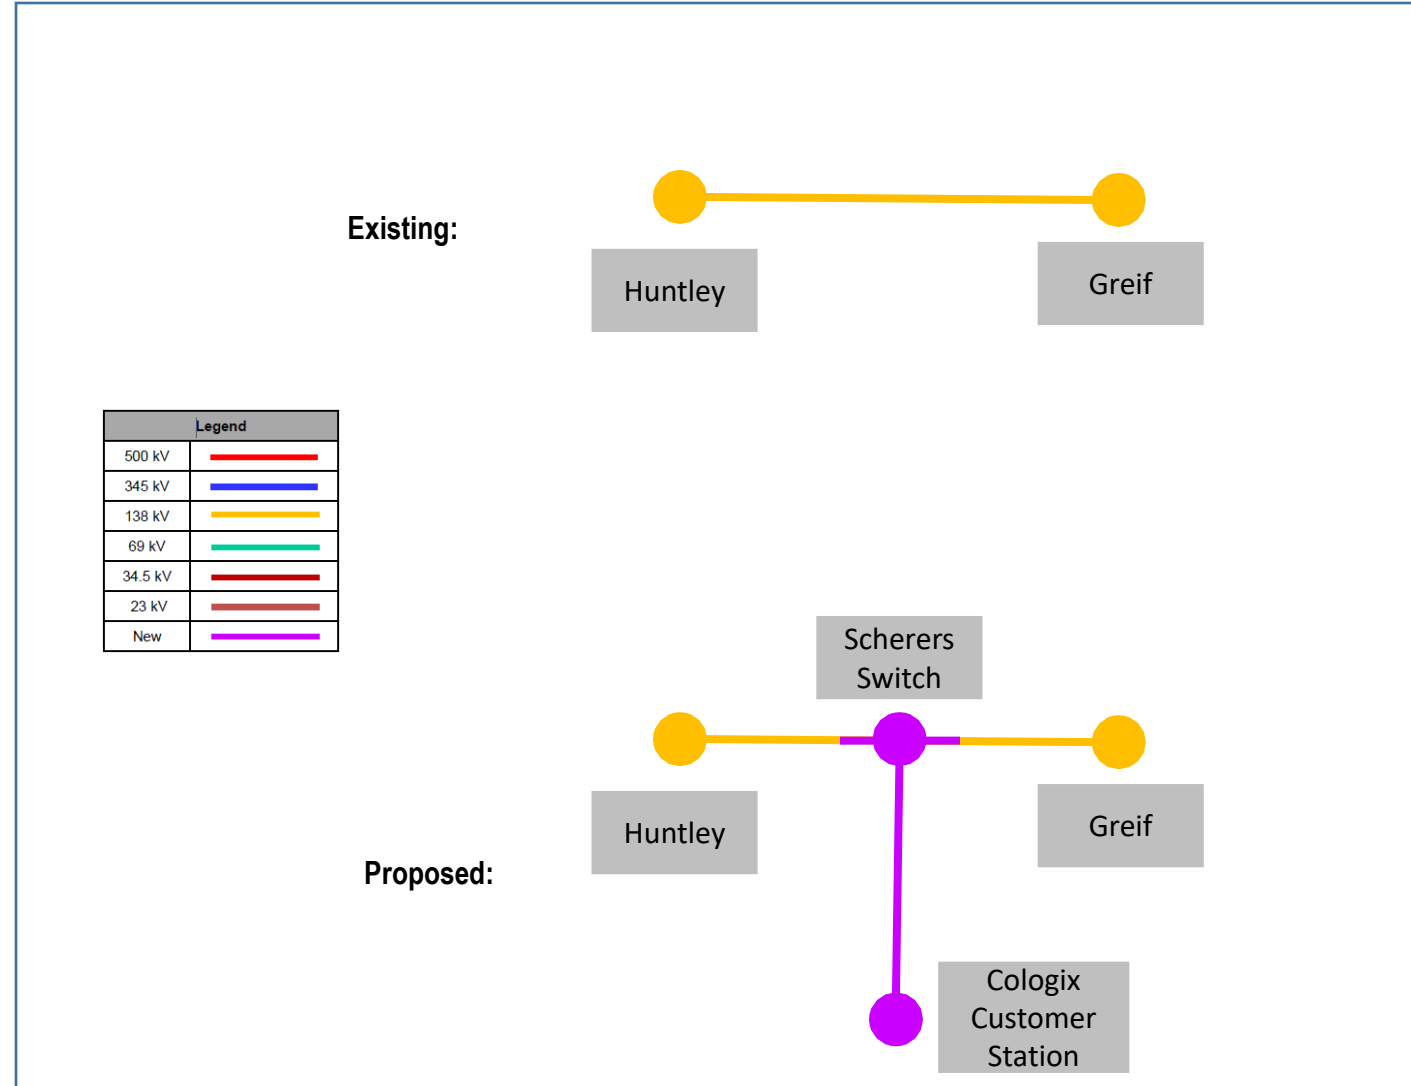 Existing:
Huntley
Greif
Legend
500 kV
345 kV
138 kV
69 kV
34.5 kV
23 kV
New
Scherers
Switch
Huntley
Greif
Proposed:
Cologix
Customer
Station